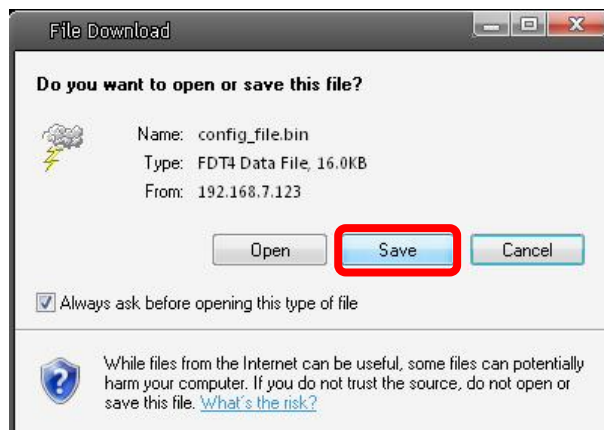 File Download
Do you want to open or save this file?
Name: config_file.bin
Type: FDT4 Data File, 16.0KB
From: 192.168.7.123
Open Save Cancel
Always ask before opening this type of file
While files from the Internet can be useful, some files can potentially
harm your computer. If you do not trust the source, do not open or
save this file. What's the risk?